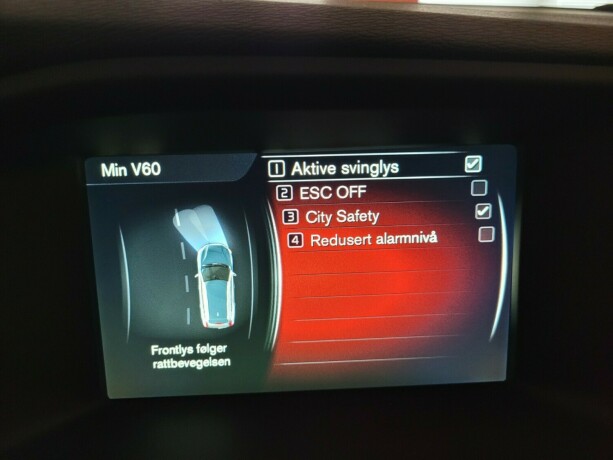 Min V60
1 Aktive svinglys
2 ESC OFF
3 City Safety
4 Redusert alarmnivå
Frontlys følger
rattbevegelsen